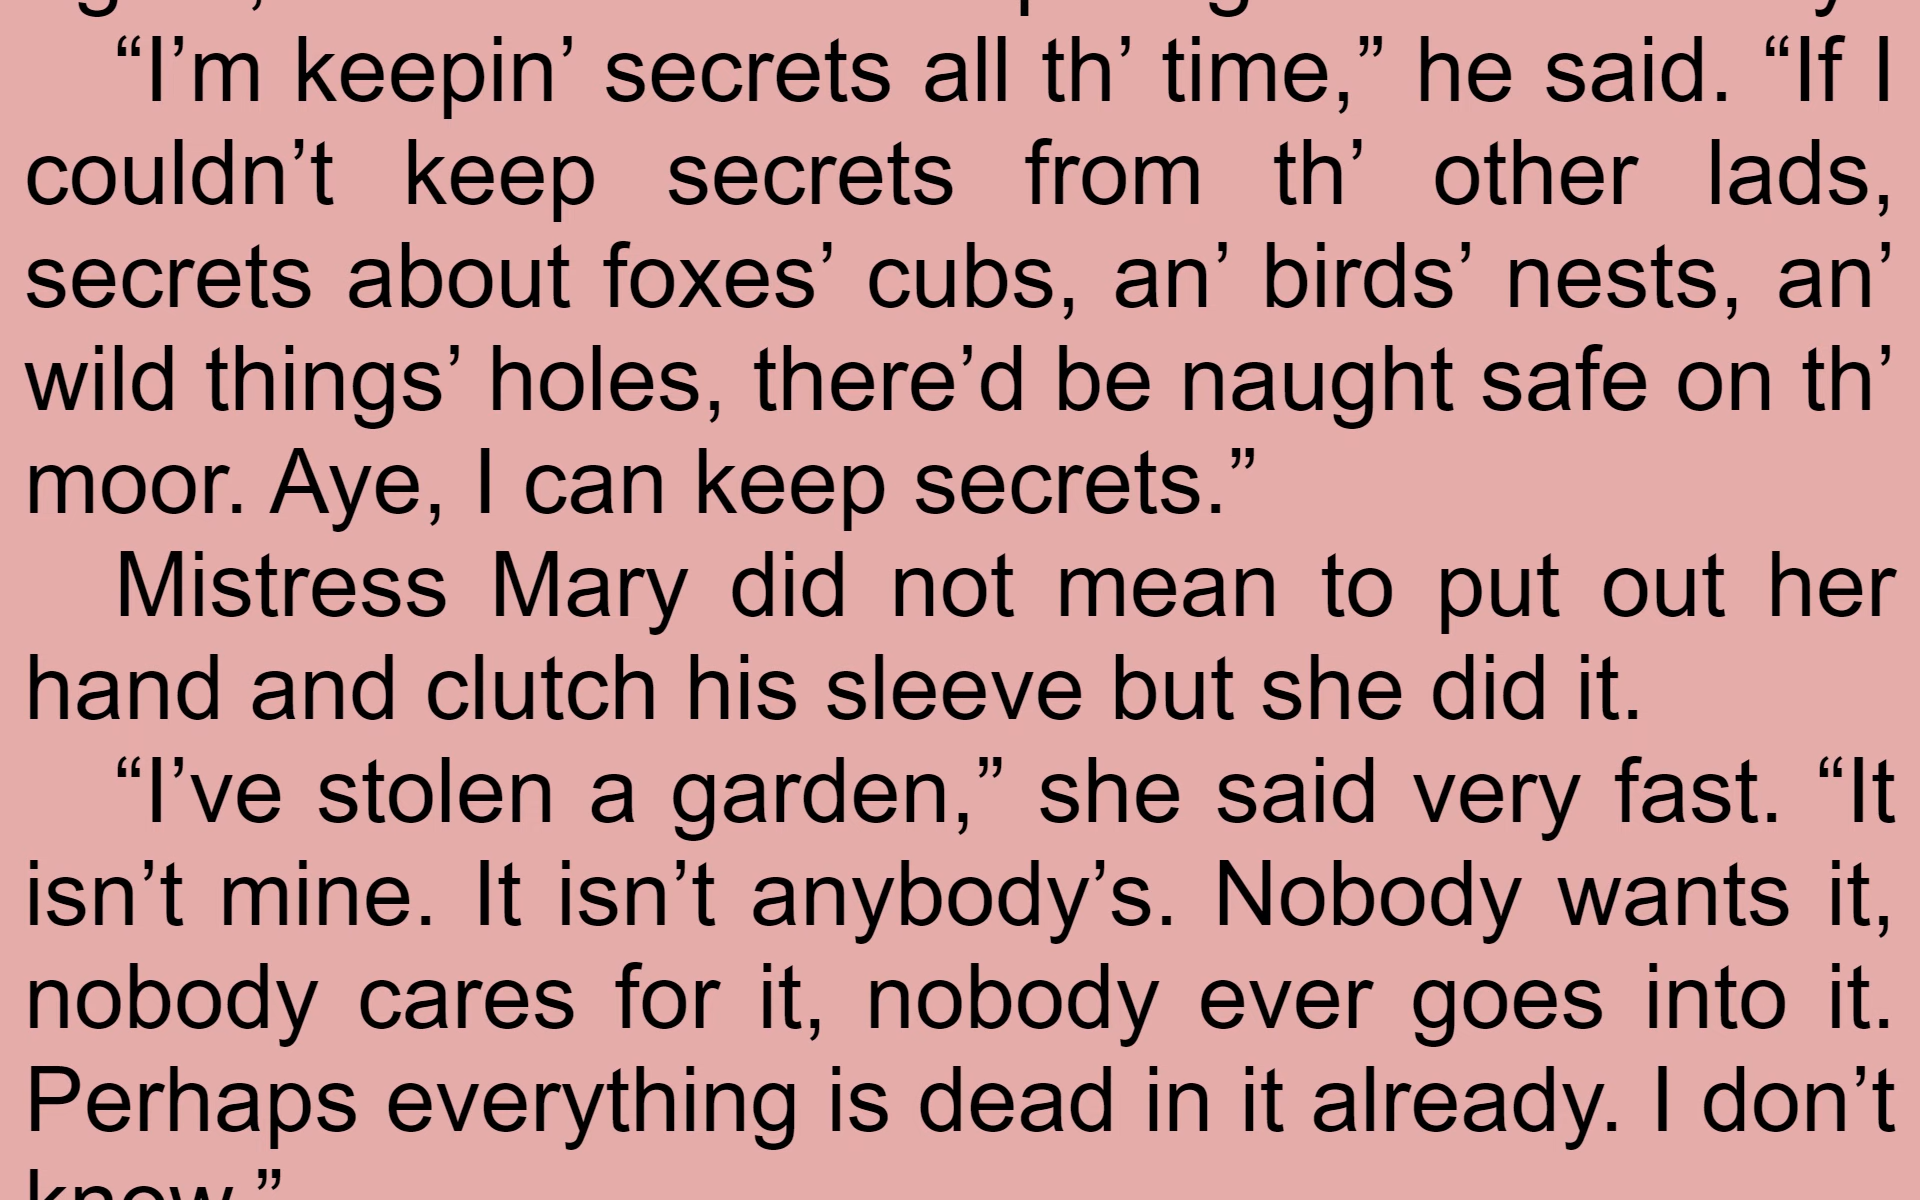 “I’m keepin’ secrets all th’ time,” he said. “If I
couldn’t keep secrets from th’ other lads,
secrets about foxes’ cubs, an’ birds’ nests, an’
wild things’ holes, there’d be naught safe on th’
moor. Aye, I can keep secrets.”
Mistress Mary did not mean to put out her
hand and clutch his sleeve but she did it.
“I’ve stolen a garden,” she said very fast. “It
isn’t mine. It isn’t anybody’s. Nobody wants it,
nobody cares for it, nobody ever goes into it.
Perhaps everything is dead in it already. I don’t
know.”